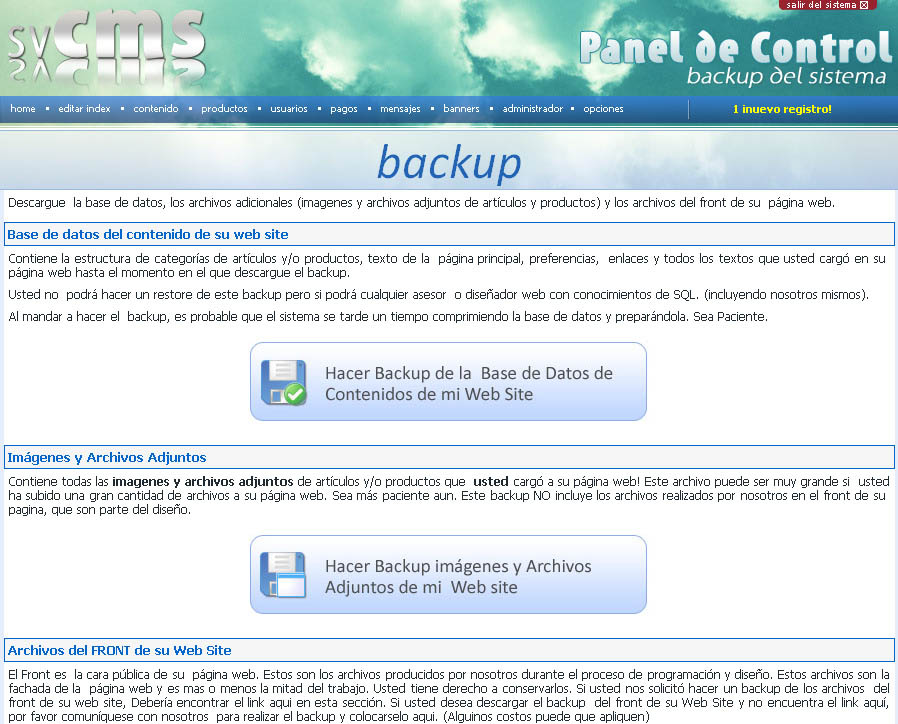 salir del sistema
svcms
Panel de Control
backup del sistema
home • editar index • contenido • productos • usuarios • pagos • mensajes • banners • administrador • opciones
1 inuevo registro!
backup
Descargue la base de datos, los archivos adicionales (imagenes y archivos adjuntos de artículos y productos) y los archivos del front de su página web.
Base de datos del contenido de su web site
Contiene la estructura de categorías de artículos y/o productos, texto de la página principal, preferencias, enlaces y todos los textos que usted cargó en su
página web hasta el momento en el que descargue el backup.
Usted no podrá hacer un restore de este backup pero si podrá cualquier asesor o diseñador web con conocimientos de SQL. (incluyendo nosotros mismos).
Al mandar a hacer el backup, es probable que el sistema se tarde un tiempo comprimiendo la base de datos y preparándola. Sea Paciente.
Hacer Backup de la Base de Datos de
Contenidos de mi Web Site
Imágenes y Archivos Adjuntos
Contiene todas las imagenes y archivos adjuntos de artículos y/o productos que usted cargó a su página web! Este archivo puede ser muy grande si usted
ha subido una gran cantidad de archivos a su página web. Sea más paciente aun. Este backup NO incluye los archivos realizados por nosotros en el front de su
pagina, que son parte del diseño.
Hacer Backup imágenes y Archivos
Adjuntos de mi Web site
Archivos del FRONT de su Web Site
El Front es la cara pública de su página web. Estos son los archivos producidos por nosotros durante el proceso de programación y diseño. Estos archivos son la
fachada de la página web y es mas o menos la mitad del trabajo. Usted tiene derecho a conservarlos. Si usted nos solicitó hacer un backup de los archivos del
front de su web site, Debería encontrar el link aqui en esta sección. Si usted desea descargar el backup del front de su Web Site y no encuentra el link aquí,
por favor comuníquese con nosotros para realizar el backup y colocarselo aqui. (Alguinos costos puede que apliquen)